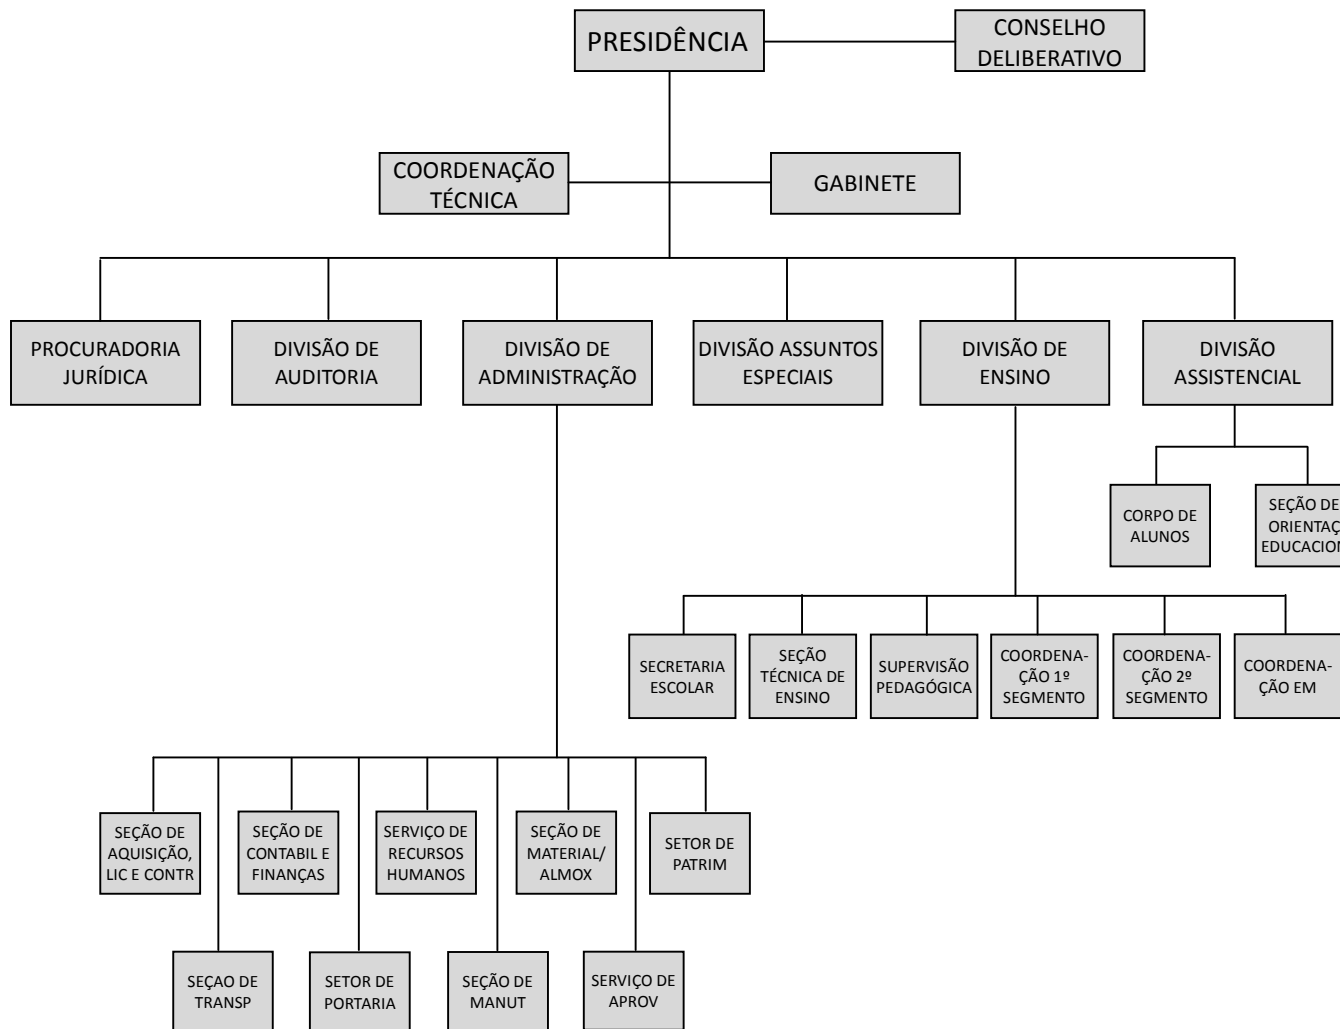 PRESIDÊNCIA
CONSELHO
DELIBERATIVO
COORDENAÇÃO
TÉCNICA
GABINETE
PROCURADORIA
JURÍDICA
DIVISÃO DE
AUDITORIA
DIVISÃO DE
ADMINISTRAÇÃO
DIVISÃO ASSUNTOS
ESPECIAIS
DIVISÃO DE
ENSINO
DIVISÃO
ASSISTENCIAL
CORPO DE
ALUNOS
SEÇÃO DE
ORIENTAÇ
EDUCACION
SECRETARIA
ESCOLAR
SEÇÃO
TÉCNICA DE
ENSINO
SUPERVISÃO
PEDAGÓGICA
COORDENA-
ÇÃO 1º
SEGMENTO
COORDENA-
ÇÃO 2º
SEGMENTO
COORDENA-
ÇÃO EM
SEÇÃO DE
AQUISIÇÃO,
LIC E CONTR
SEÇÃO DE
CONTABIL E
FINANÇAS
SERVIÇO DE
RECURSOS
HUMANOS
SEÇÃO DE
MATERIAL/
ALMOX
SETOR DE
PATRIM
SEÇAO DE
TRANSP
SETOR DE
PORTARIA
SEÇÃO DE
MANUT
SERVIÇO DE
APROV